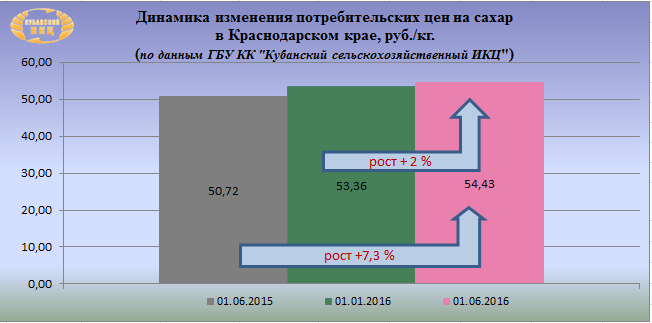 КУБАНСКИЙ
ИКЦ
Динамика изменения потребительских цен на сахар
в Краснодарском крае, руб./кг.
(по данным ГБУ КК "Кубанский сельскохозяйственный ИКЦ")
60,00
50,00
40,00
30,00
20,00
10,00
0,00
рост + 2 %
50,72
53,36
54,43
рост +7,3 %
01.06.2015
01.01.2016
01.06.2016